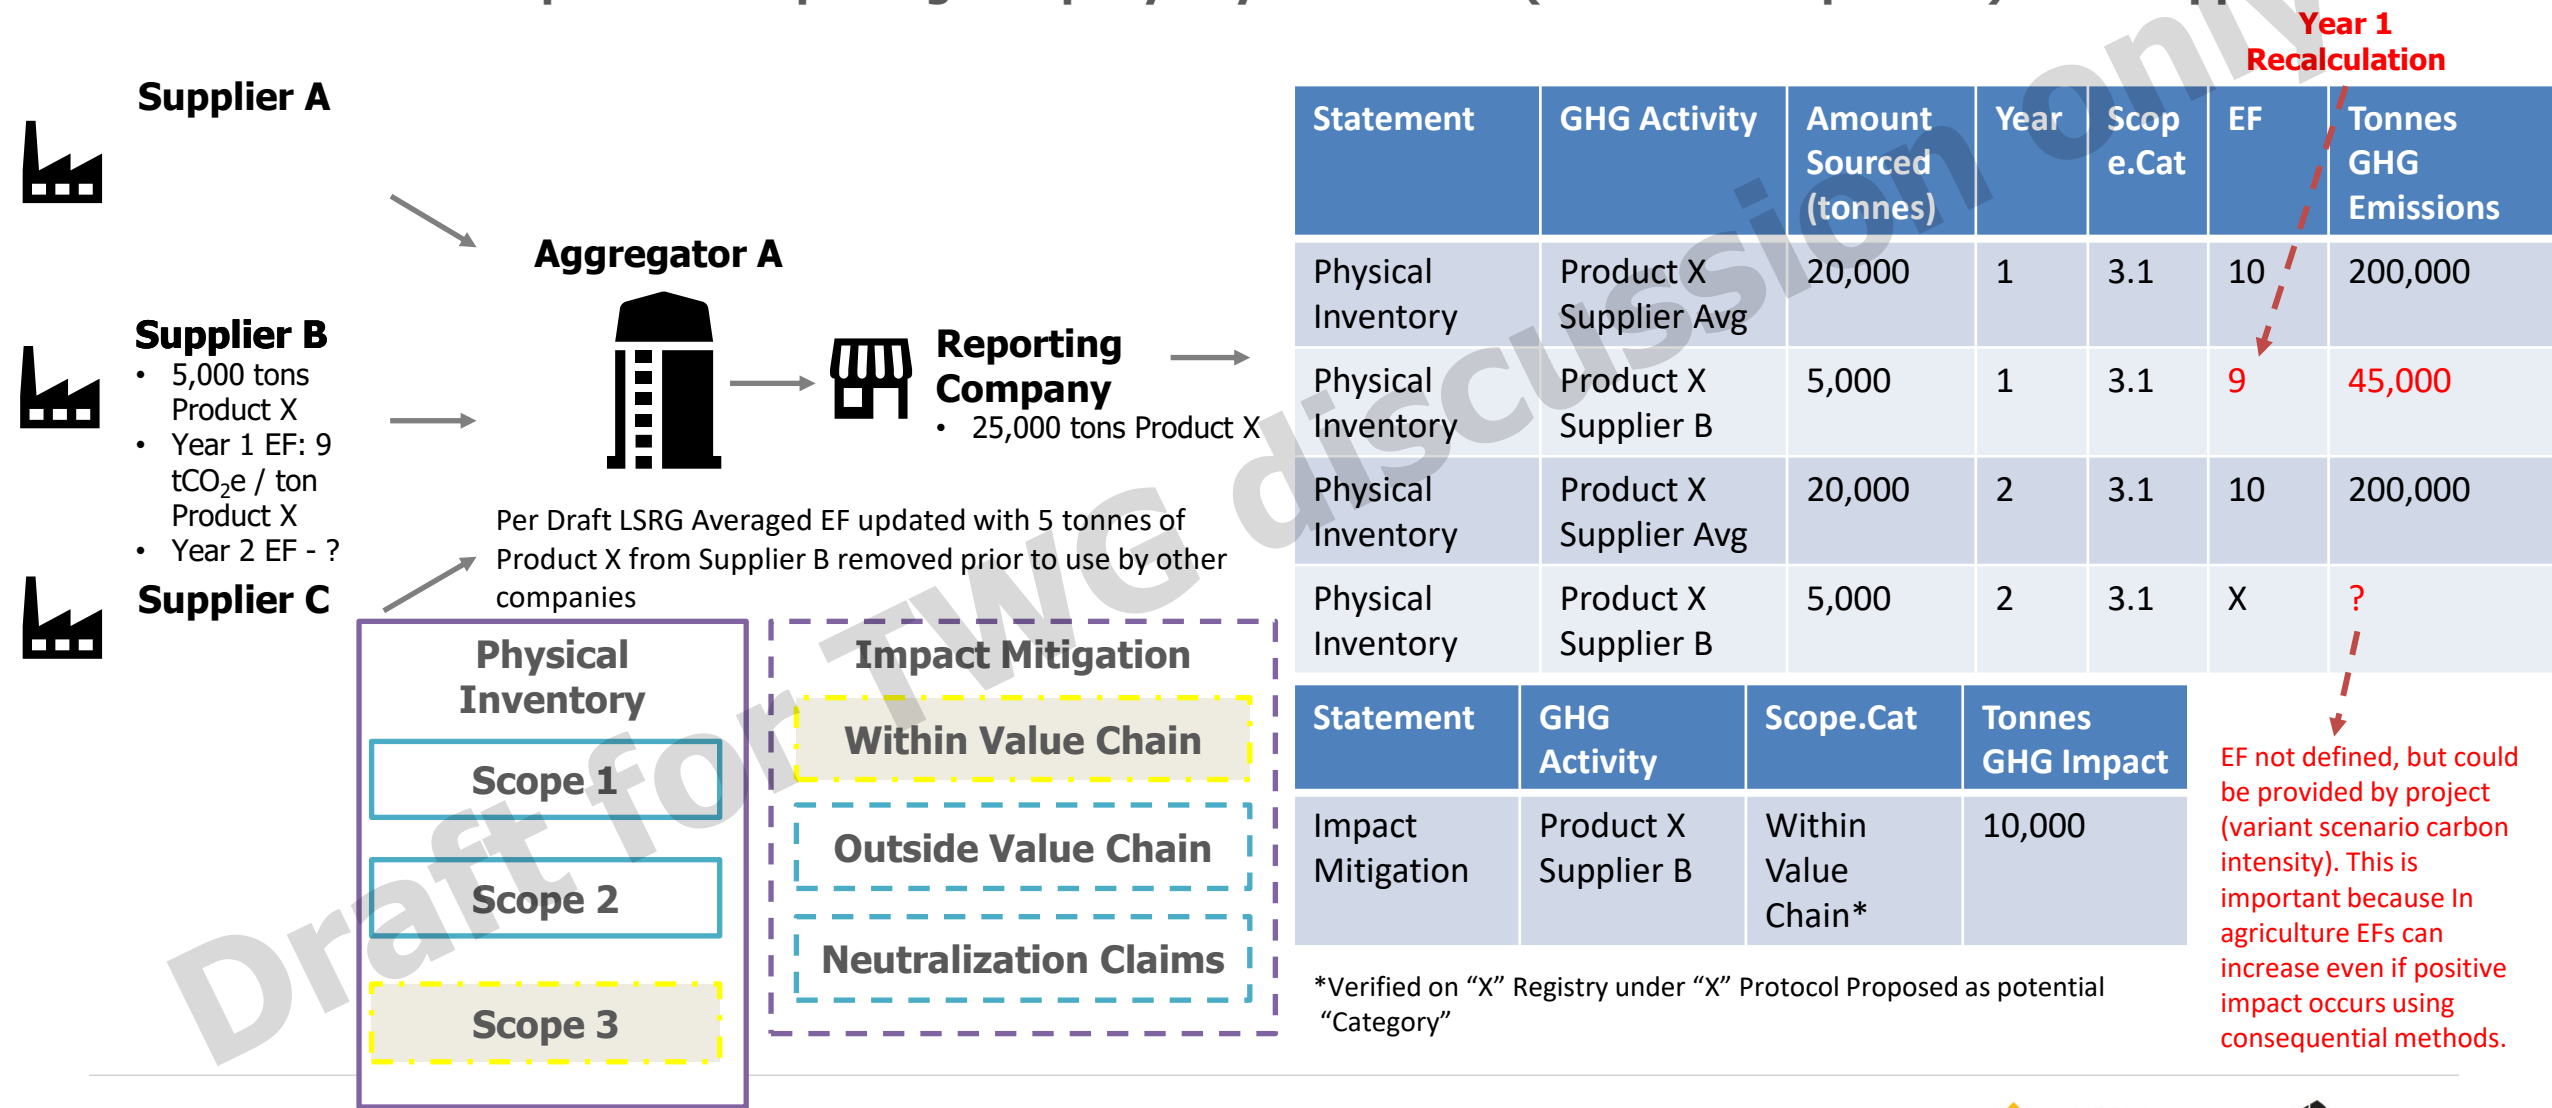 Year 1
Recalculation
Supplier A
Supplier B
• 5,000 tons
Product X
• Year 1 EF: 9
tCO₂e / ton
Product X
• Year 2 EF - ?
Supplier C
Aggregator A
Reporting
Company
• 25,000 tons Product X
Per Draft LSRG Averaged EF updated with 5 tonnes of
Product X from Supplier B removed prior to use by other
companies
Physical
Inventory
Scope 1
Scope 2
Scope 3
Impact Mitigation
Within Value Chain
Outside Value Chain
Neutralization Claims
Statement GHG Activity Amount Sourced (tonnes) Year Scop e.Cat EF Tonnes GHG Emissions
Physical Inventory Product X Supplier Avg 20,000 1 3.1 10 200,000
Physical Inventory Product X Supplier B 5,000 1 3.1 9 45,000
Physical Inventory Product X Supplier Avg 20,000 2 3.1 10 200,000
Physical Inventory Product X Supplier B 5,000 2 3.1 X ?
Statement GHG Activity Scope.Cat Tonnes GHG Impact
Impact Mitigation Product X Supplier B Within Value Chain* 10,000
*Verified on “X” Registry under “X” Protocol Proposed as potential
“Category”
EF not defined, but could
be provided by project
(variant scenario carbon
intensity). This is
important because In
agriculture EFs can
increase even if positive
impact occurs using
consequential methods.
Draft for TWG discussion only